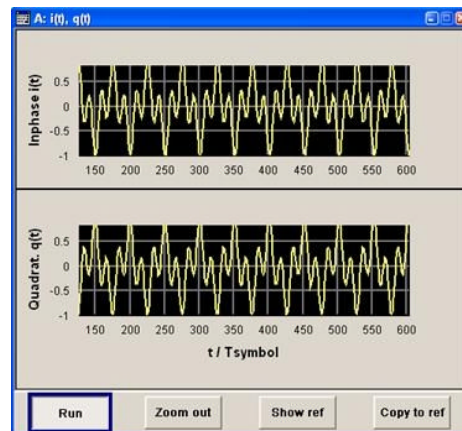 A: i(t), q(t)
Inphase i(t)
0.5
0
-0.5
-1
150 200 250 300 350 400 450 500 550 600
Quadrat. q(t)
0.5
0
-0.5
-1
150 200 250 300 350 400 450 500 550 600
t / Tsymbol
Run Zoom out Show ref Copy to ref